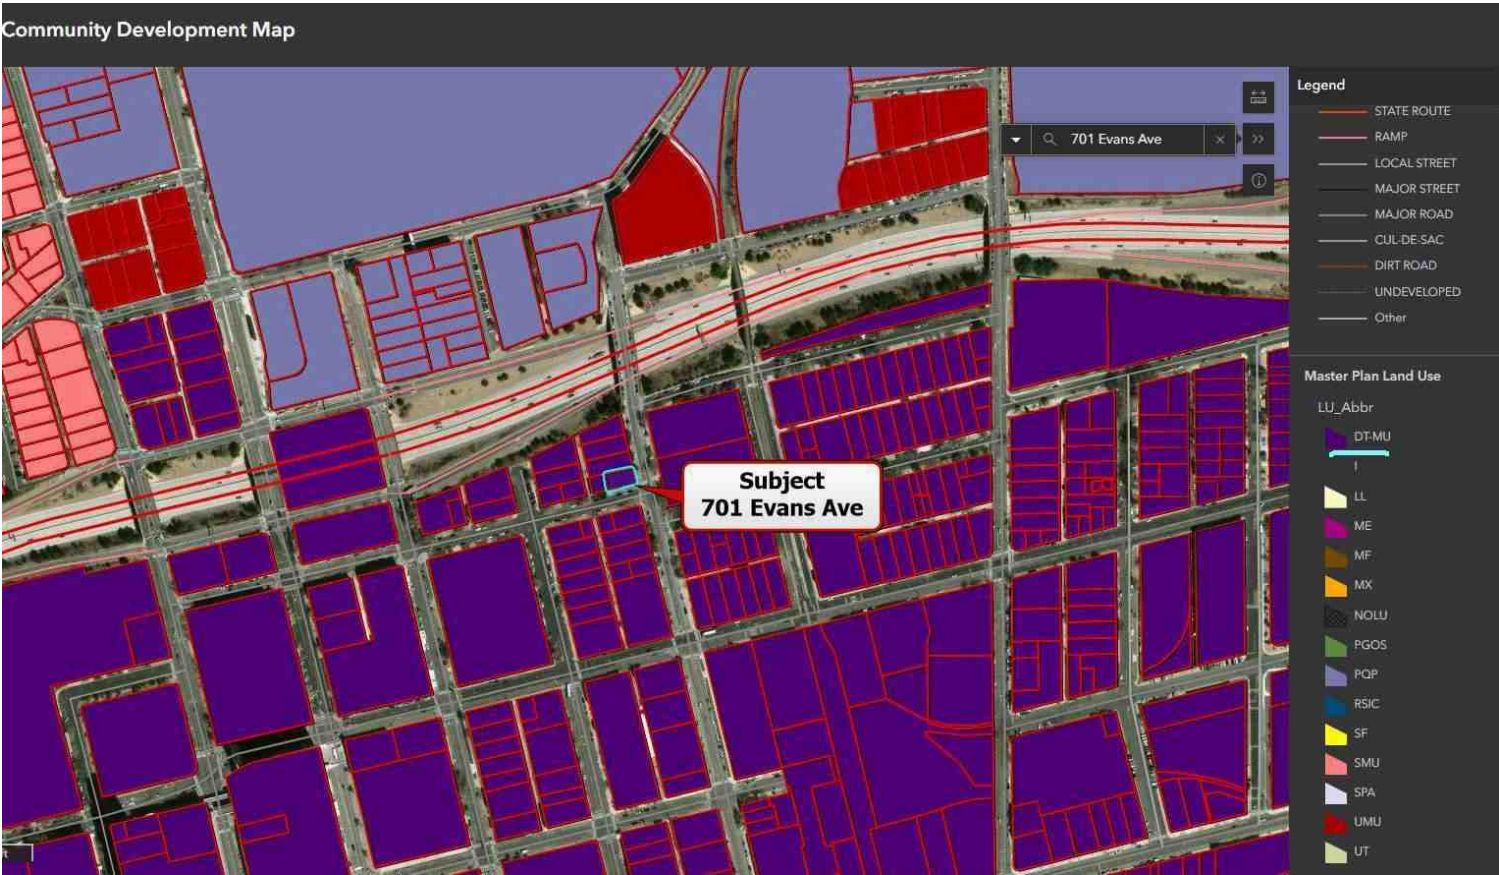 Community Development Map
701 Evans Ave
Subject
701 Evans Ave
Legend
STATE ROUTE
RAMP
LOCAL STREET
MAJOR STREET
MAJOR ROAD
CUL-DE-SAC
DIRT ROAD
UNDEVELOPED
Other
Master Plan Land Use
LU_Abbr
DT-MU
I
LL
ME
MF
MX
NOLU
PGOS
PQP
RSIC
SF
SMU
SPA
UMU
UT